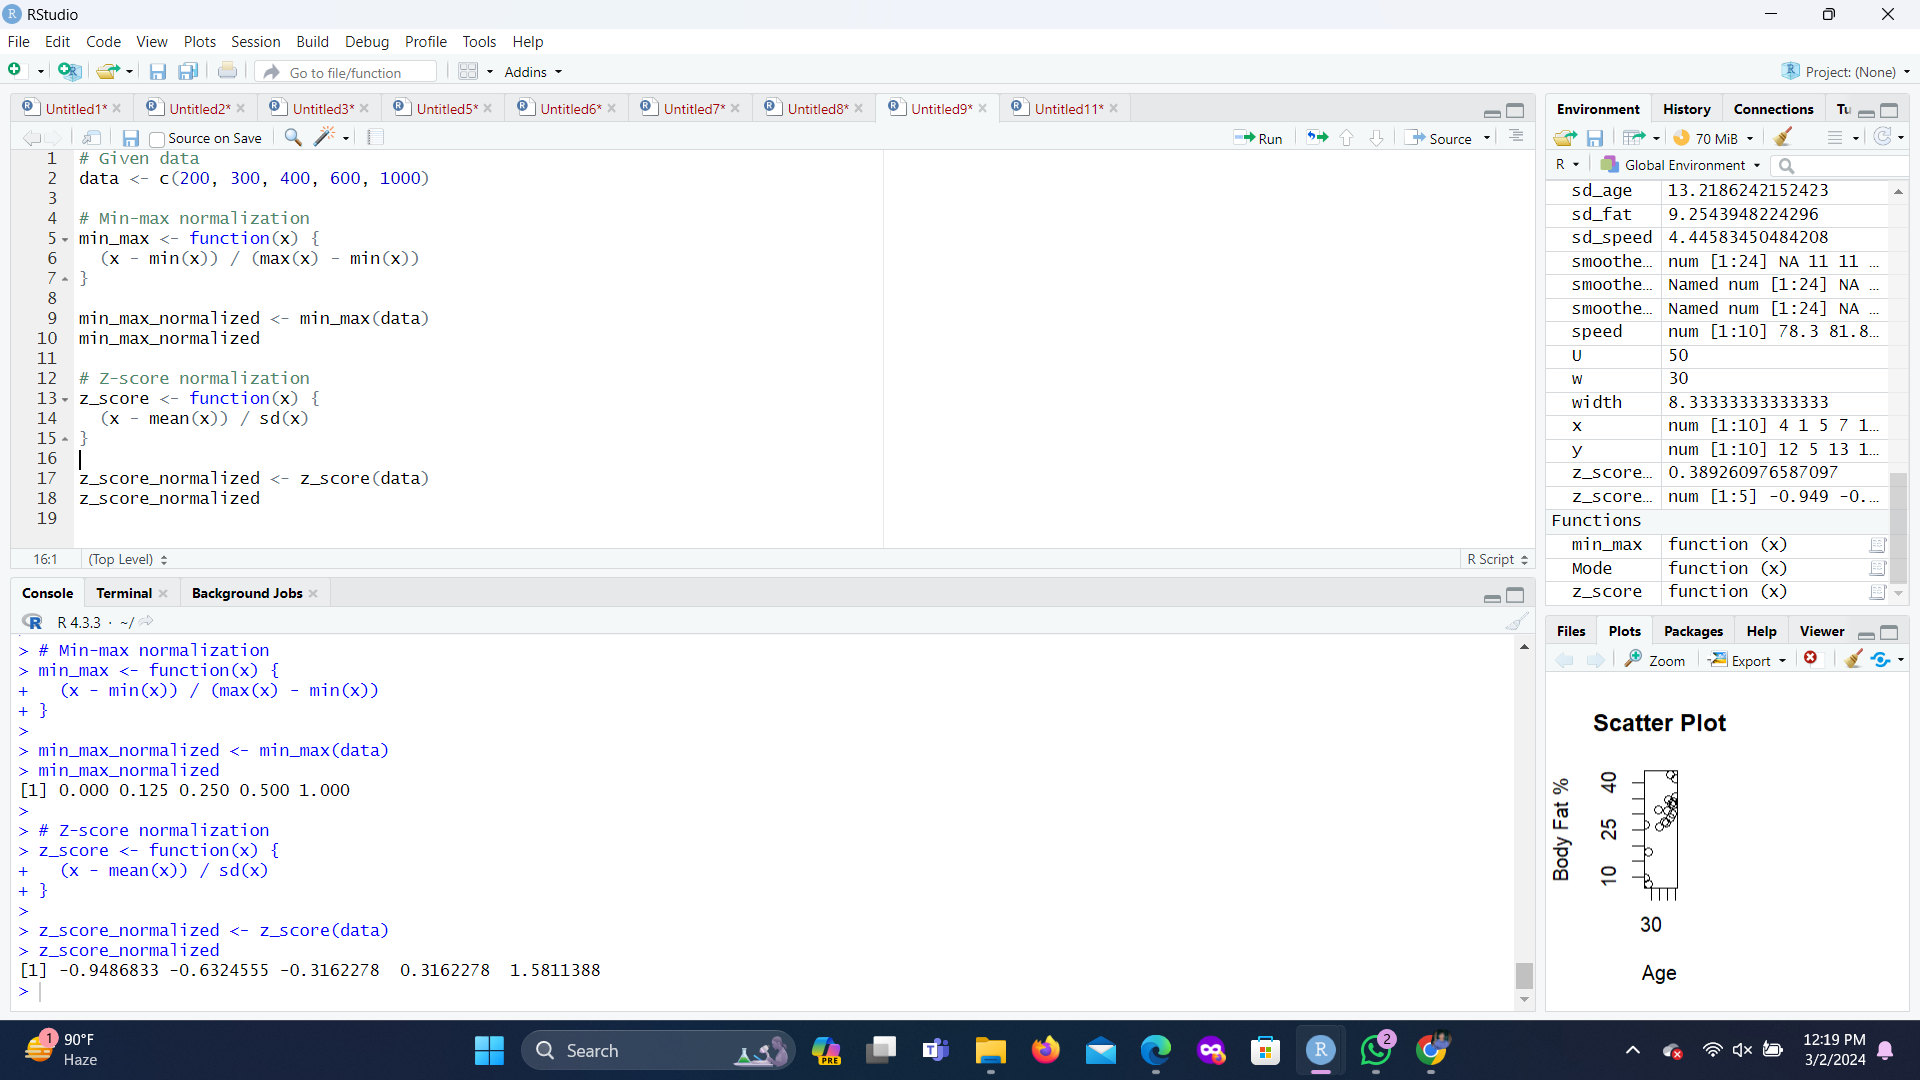 RStudio
File Edit Code View Plots Session Build Debug Profile Tools Help
Go to file/function Addins Project: (None)
Untitled1* Untitled2* Untitled3* Untitled5* Untitled6* Untitled7* Untitled8* Untitled9* Untitled11*
Source on Save Run Source
1 # Given data
2 data <- c(200, 300, 400, 600, 1000)
3
4 # Min-max normalization
5 min_max <- function(x) {
6 (x - min(x)) / (max(x) - min(x))
7 }
8
9 min_max_normalized <- min_max(data)
10 min_max_normalized
11
12 # Z-score normalization
13 z_score <- function(x) {
14 (x - mean(x)) / sd(x)
15 }
16
17 z_score_normalized <- z_score(data)
18 z_score_normalized
19
16:1 (Top Level) R Script
Console Terminal Background Jobs
R 4.3.3 · ~/
> # Min-max normalization
> min_max <- function(x) {
+ (x - min(x)) / (max(x) - min(x))
+ }
>
> min_max_normalized <- min_max(data)
> min_max_normalized
[1] 0.000 0.125 0.250 0.500 1.000
>
> # Z-score normalization
> z_score <- function(x) {
+ (x - mean(x)) / sd(x)
+ }
>
> z_score_normalized <- z_score(data)
> z_score_normalized
[1] -0.9486833 -0.6324555 -0.3162278 0.3162278 1.5811388
>
Environment History Connections Tu
70 MiB
R Global Environment
sd_age 13.2186242152423
sd_fat 9.2543948224296
sd_speed 4.44583450484208
smoothe… num [1:24] NA 11 11 …
smoothe… Named num [1:24] NA …
smoothe… Named num [1:24] NA …
speed num [1:10] 78.3 81.8…
U 50
w 30
width 8.33333333333333
x num [1:10] 4 1 5 7 1…
y num [1:10] 12 5 13 1…
z_score… 0.389260976587097
z_score… num [1:5] -0.949 -0.…
Functions
min_max function (x)
Mode function (x)
z_score function (x)
Files Plots Packages Help Viewer
Zoom Export
Scatter Plot
Body Fat %
40
25
10
30
Age
1
90°F
Haze
Search
PRE
2
12:19 PM
3/2/2024